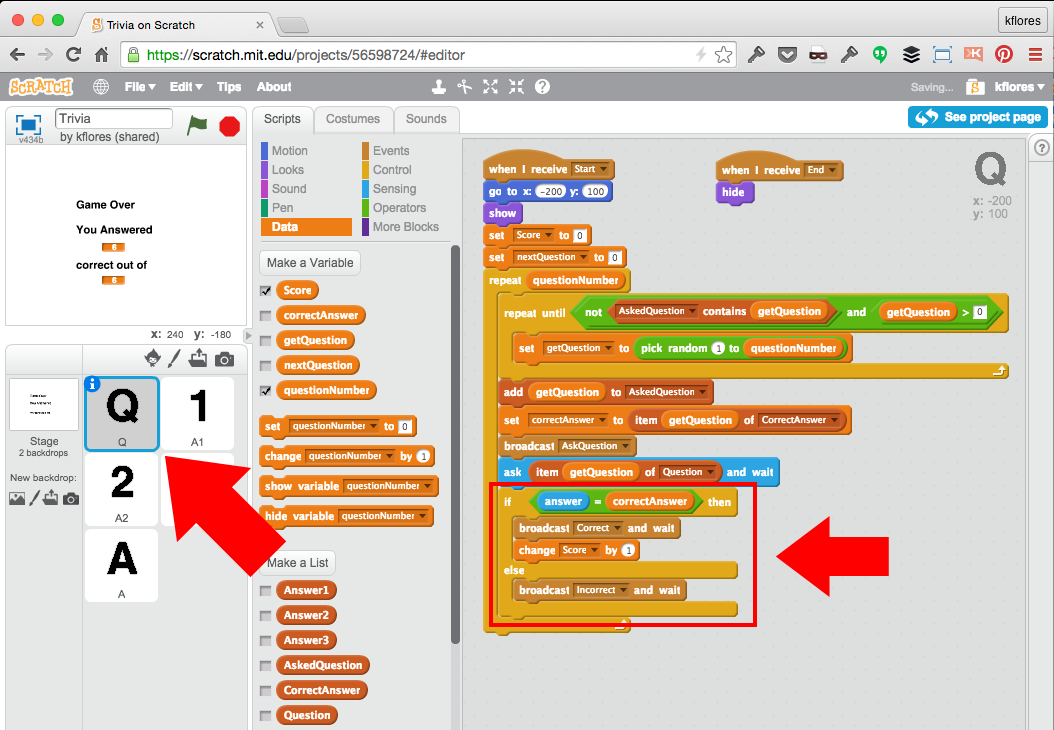 Trivia on Scratch
kflores
https://scratch.mit.edu/projects/56598724/#editor
SCRATCH
File Edit Tips About
Saving...
kflores
v434b
Trivia
by kflores (shared)
Scripts Costumes Sounds
See project page
Game Over
You Answered
6
correct out of
6
x: 240 y: -180
Motion Events
Looks Control
Sound Sensing
Pen Operators
Data More Blocks
Make a Variable
Score
correctAnswer
getQuestion
nextQuestion
questionNumber
set questionNumber to 0
change questionNumber by 1
show variable questionNumber
hide variable questionNumber
Make a List
Answer1
Answer2
Answer3
AskedQuestion
CorrectAnswer
Question
Stage
2 backdrops
New backdrop:
Q
Q
1
A1
2
A2
A
A
when I receive Start
go to x: -200 y: 100
show
set Score to 0
set nextQuestion to 0
repeat questionNumber
repeat until not AskedQuestion contains getQuestion and getQuestion > 0
set getQuestion to pick random 1 to questionNumber
add getQuestion to AskedQuestion
set correctAnswer to item getQuestion of CorrectAnswer
broadcast AskQuestion
ask item getQuestion of Question and wait
if answer = correctAnswer then
broadcast Correct and wait
change Score by 1
else
broadcast Incorrect and wait
when I receive End
hide
Q
x: -200
y: 100